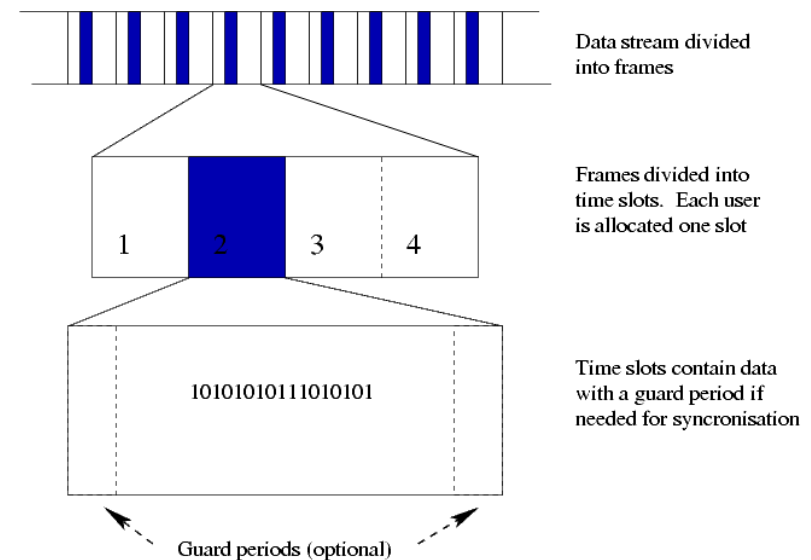 Data stream divided
into frames
Frames divided into
time slots. Each user
is allocated one slot
1 2 3 4
Time slots contain data
with a guard period if
needed for syncronisation
10101010111010101
Guard periods (optional)